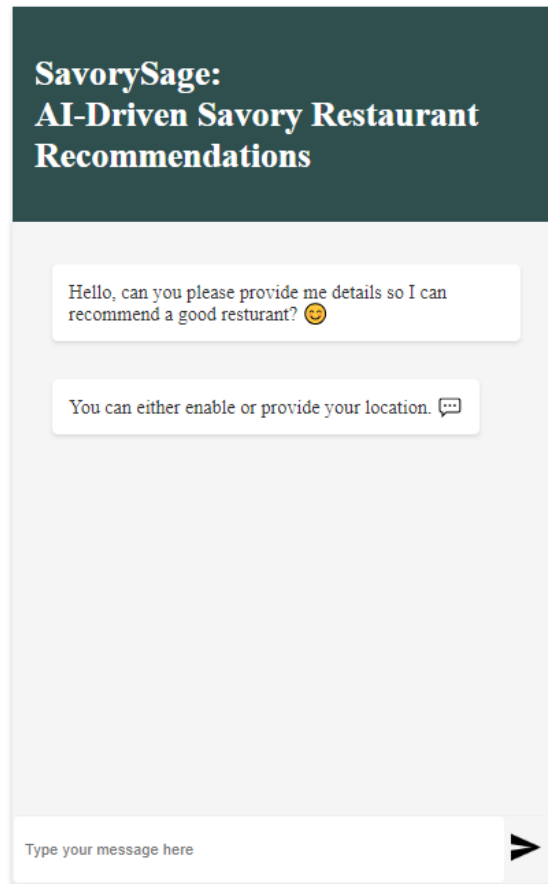 SavorySage:
AI-Driven Savory Restaurant
Recommendations
Hello, can you please provide me details so I can
recommend a good resturant? 😊
You can either enable or provide your location. 💬
Type your message here